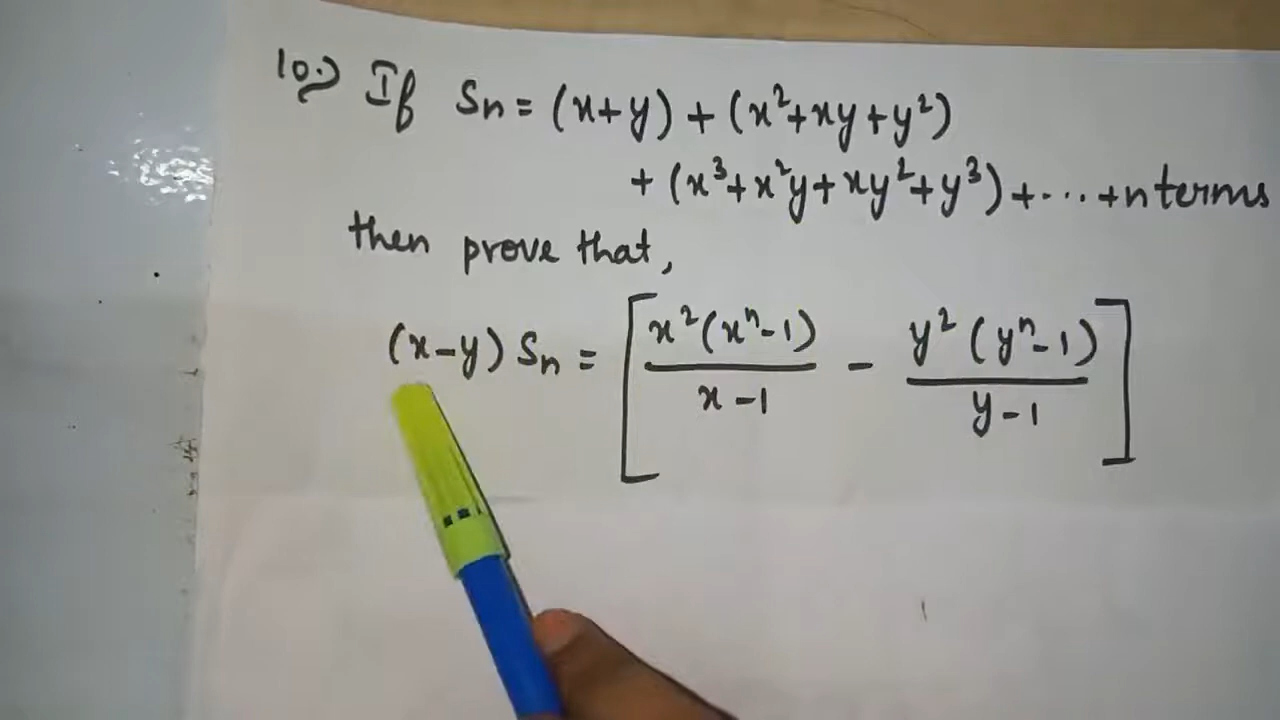 10.) If Sn = (x+y) + (x²+xy+y²)
+ (x³+x²y+xy²+y³)+...+n terms
then prove that,
(x-y) Sn = [x²(xⁿ-1)/x-1 - y²(yⁿ-1)/y-1]